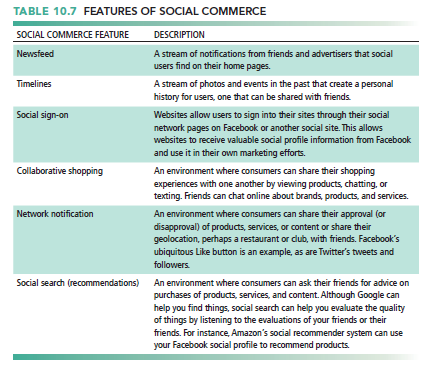 TABLE 10.7 FEATURES OF SOCIAL COMMERCE
SOCIAL COMMERCE FEATURE DESCRIPTION
Newsfeed A stream of notifications from friends and advertisers that social
users find on their home pages.
Timelines A stream of photos and events in the past that create a personal
history for users, one that can be shared with friends.
Social sign-on Websites allow users to sign into their sites through their social
network pages on Facebook or another social site. This allows
websites to receive valuable social profile information from Facebook
and use it in their own marketing efforts.
Collaborative shopping An environment where consumers can share their shopping
experiences with one another by viewing products, chatting, or
texting. Friends can chat online about brands, products, and services.
Network notification An environment where consumers can share their approval (or
disapproval) of products, services, or content or share their
geolocation, perhaps a restaurant or club, with friends. Facebook's
ubiquitous Like button is an example, as are Twitter's tweets and
followers.
Social search (recommendations) An environment where consumers can ask their friends for advice on
purchases of products, services, and content. Although Google can
help you find things, social search can help you evaluate the quality
of things by listening to the evaluations of your friends or their
friends. For instance, Amazon's social recommender system can use
your Facebook social profile to recommend products.